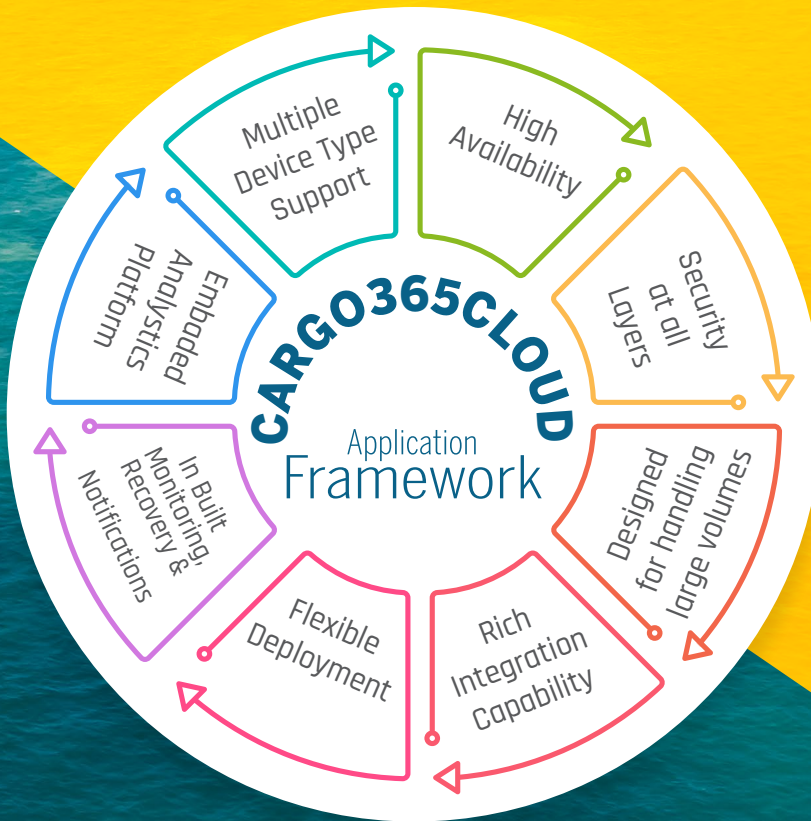 CARGO365CLOUD
Application
Framework
High
Availability
Security
at all
Layers
Designed
for handling
large volumes
Rich
Integration
Capability
Flexible
Deployment
In Built
Monitoring,
Recovery &
Notifications
Embaded
Analystics
Platform
Multiple
Device Type
Support